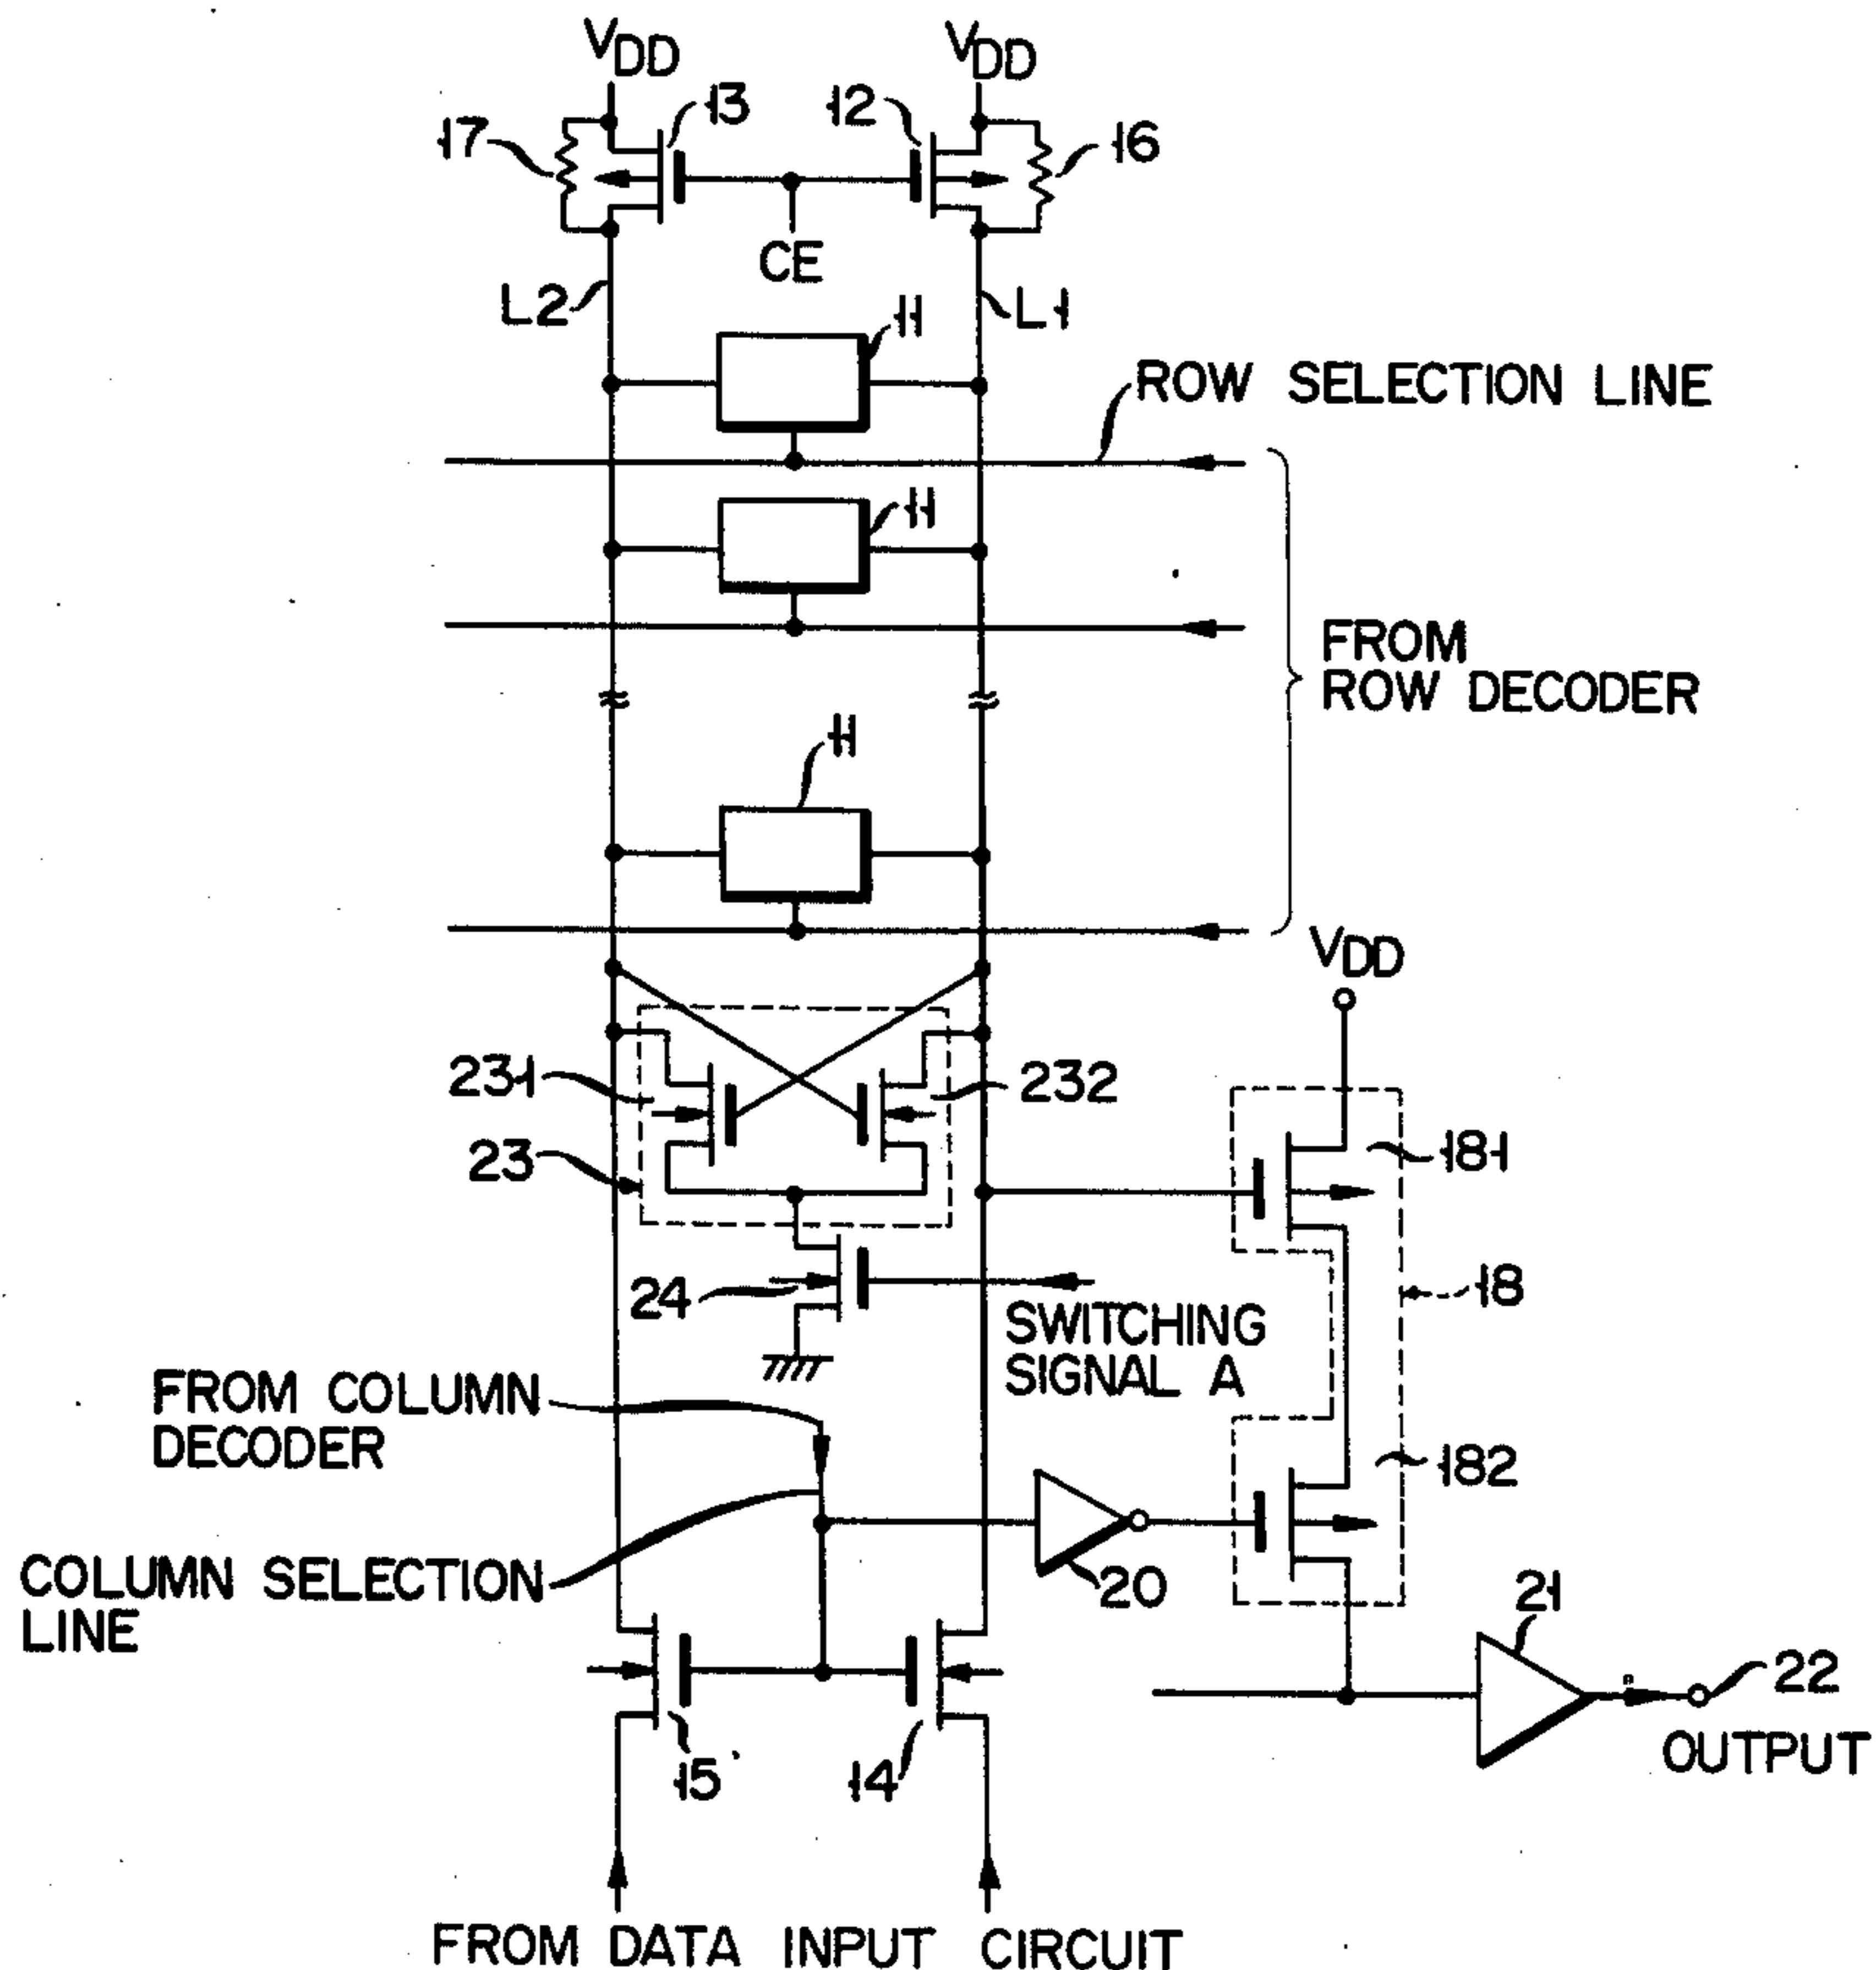 VDD
VDD
13
12
17
16
CE
L2
L1
11
ROW SELECTION LINE
11
FROM
ROW DECODER
11
VDD
231
232
181
23
24
18
SWITCHING
SIGNAL A
FROM COLUMN
DECODER
182
COLUMN SELECTION
LINE
20
21
22
15
14
OUTPUT
FROM DATA INPUT CIRCUIT